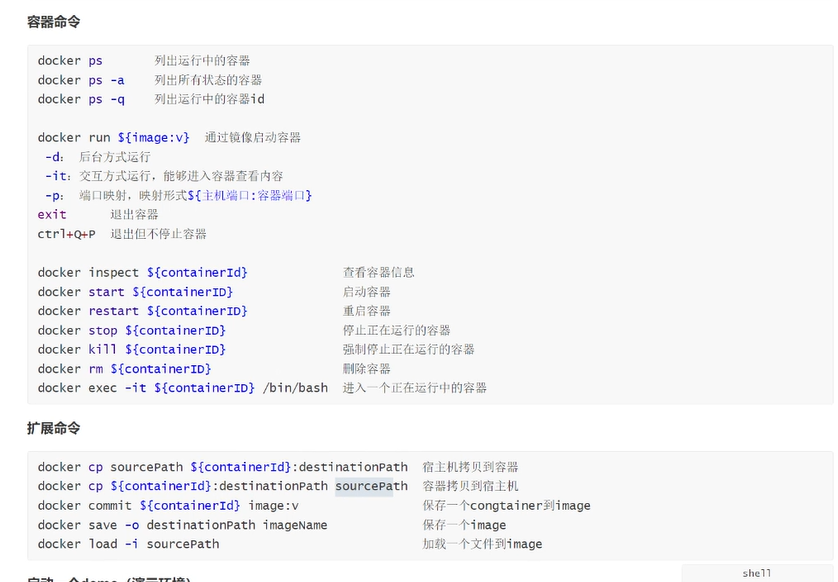 容器命令
docker ps 列出运行中的容器
docker ps -a 列出所有状态的容器
docker ps -q 列出运行中的容器id
docker run ${image:v} 通过镜像启动容器
-d: 后台方式运行
-it: 交互方式运行，能够进入容器查看内容
-p: 端口映射，映射形式${主机端口:容器端口}
exit 退出容器
ctrl+Q+P 退出但不停止容器
docker inspect ${containerId} 查看容器信息
docker start ${containerID} 启动容器
docker restart ${containerID} 重启容器
docker stop ${containerID} 停止正在运行的容器
docker kill ${containerID} 强制停止正在运行的容器
docker rm ${containerID} 删除容器
docker exec -it ${containerID} /bin/bash 进入一个正在运行中的容器
扩展命令
docker cp sourcePath ${containerId}:destinationPath 宿主机拷贝到容器
docker cp ${containerId}:destinationPath sourcePath 容器拷贝到宿主机
docker commit ${containerId} image:v 保存一个congtainer到image
docker save -o destinationPath imageName 保存一个image
docker load -i sourcePath 加载一个文件到image
启动一个demo（演示环境）
shell